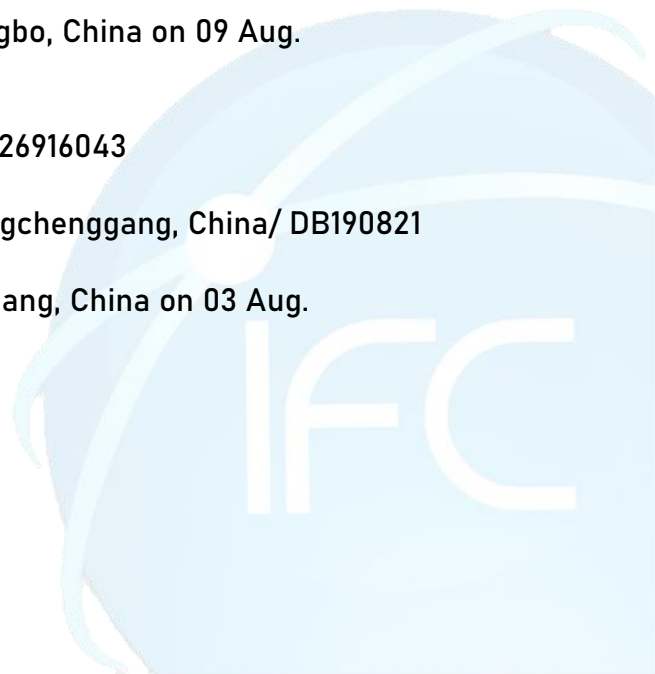 gbo, China on 09 Aug.
26916043
gchenggang, China/ DB190821
ang, China on 03 Aug.
IFC